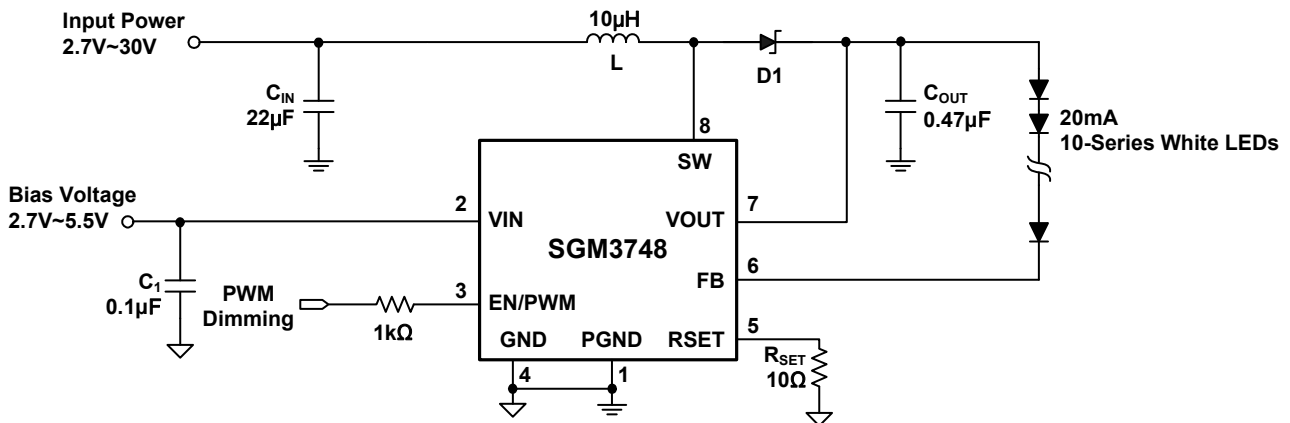 Input Power
2.7V~30V
10µH
L
D1
C_IN
22µF
C_OUT
0.47µF
20mA
10-Series White LEDs
8
SW
Bias Voltage
2.7V~5.5V
2
VIN
VOUT
7
SGM3748
C_1
0.1µF
PWM
Dimming
1kΩ
3
EN/PWM
FB
6
GND
PGND
RSET
5
4
1
R_SET
10Ω